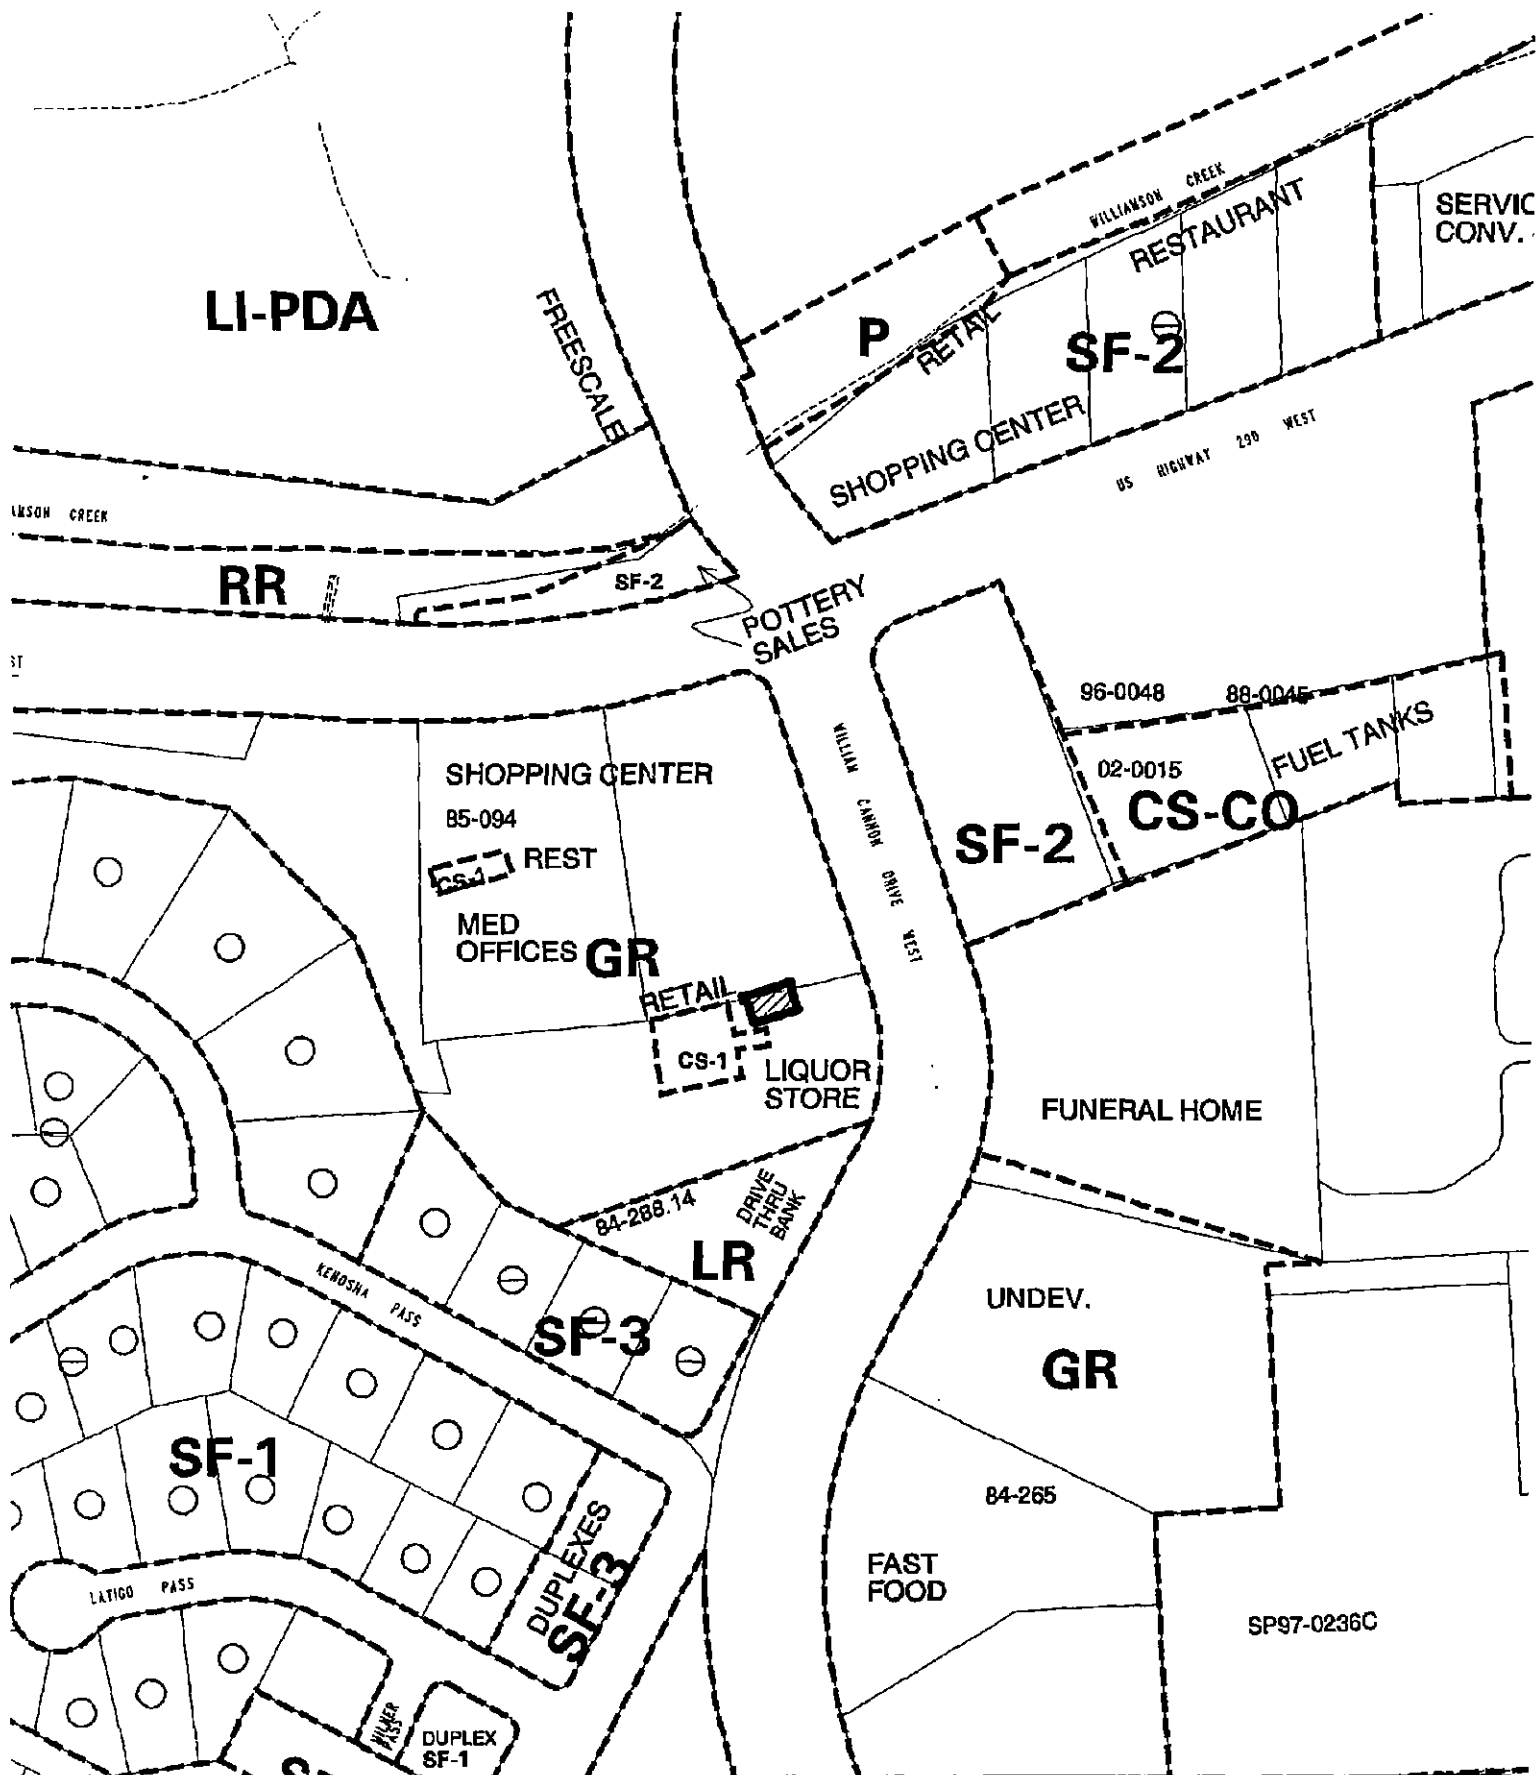 WILLIAMSON CREEK
RESTAURANT
SERVIC
CONV.
LI-PDA
FREESCALE
P
RETAIL
SF-2
SHOPPING CENTER
US HIGHWAY 290 WEST
AMSON CREEK
RR
SF-2
POTTERY
SALES
ST
96-0048
88-0045
WILLIAM CANNON DRIVE WEST
SHOPPING CENTER
85-094
02-0015
FUEL TANKS
CS-CO
SF-2
CS-1
REST
MED
OFFICES
GR
RETAIL
CS-1
LIQUOR
STORE
FUNERAL HOME
84-288.14
DRIVE
THRU
BANK
LR
KENOSHA PASS
UNDEV.
SF-3
GR
SF-1
84-265
DUPLEXES
SF-3
FAST
FOOD
LATIGO PASS
SP97-0236C
WILMER
PASS
DUPLEX
SF-1